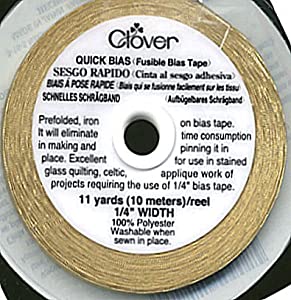 Clover
QUICK BIAS (Fusible Bias Tape)
SESGO RAPIDO (Cinta al sesgo adhesiva)
BIAIS À POSE RAPIDE (Biais qui se fusionne facilement sur les tissu)
SCHNELLES SCHRÄGBAND (Aufbügelbares Schrägband)
Prefolded, iron on bias tape.
It will eliminate time consumption
in making and pinning it in
place. Excellent for use in stained
glass quilting, celtic, applique work of
projects requiring the use of 1/4" bias tape.
11 yards (10 meters)/reel
1/4" WIDTH
100% Polyester
Washable when
sewn in place.